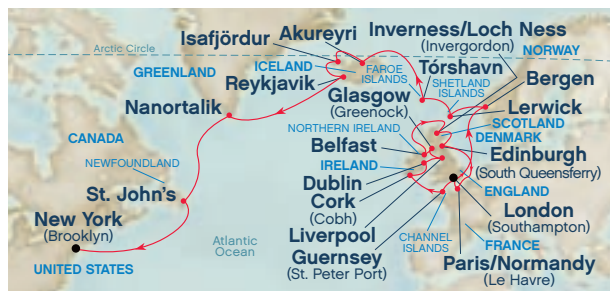 Arctic Circle
Isafjördur
Akureyri
Inverness/Loch Ness
(Invergordon)
NORWAY
GREENLAND
ICELAND
FAROE
ISLANDS
Tórshavn
SHETLAND
ISLANDS
Bergen
Reykjavik
Glasgow
(Greenock)
Lerwick
Nanortalik
SCOTLAND
NORTHERN IRELAND
DENMARK
CANADA
Belfast
Edinburgh
(South Queensferry)
NEWFOUNDLAND
IRELAND
Dublin
ENGLAND
St. John's
Cork
(Cobh)
London
(Southampton)
New York
(Brooklyn)
Atlantic
Ocean
Liverpool
CHANNEL
ISLANDS
FRANCE
Guernsey
(St. Peter Port)
Paris/Normandy
(Le Havre)
UNITED STATES